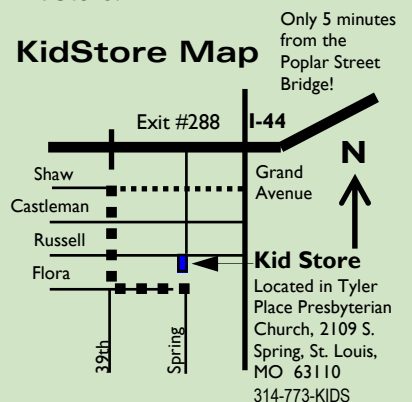 Only 5 minutes
from the
Poplar Street
Bridge!
KidStore Map
Exit #288
I-44
N
Shaw
Grand
Avenue
Castleman
Russell
Flora
Kid Store
Located in Tyler
Place Presbyterian
Church, 2109 S.
Spring, St. Louis,
MO 63110
314-773-KIDS
39th
Spring